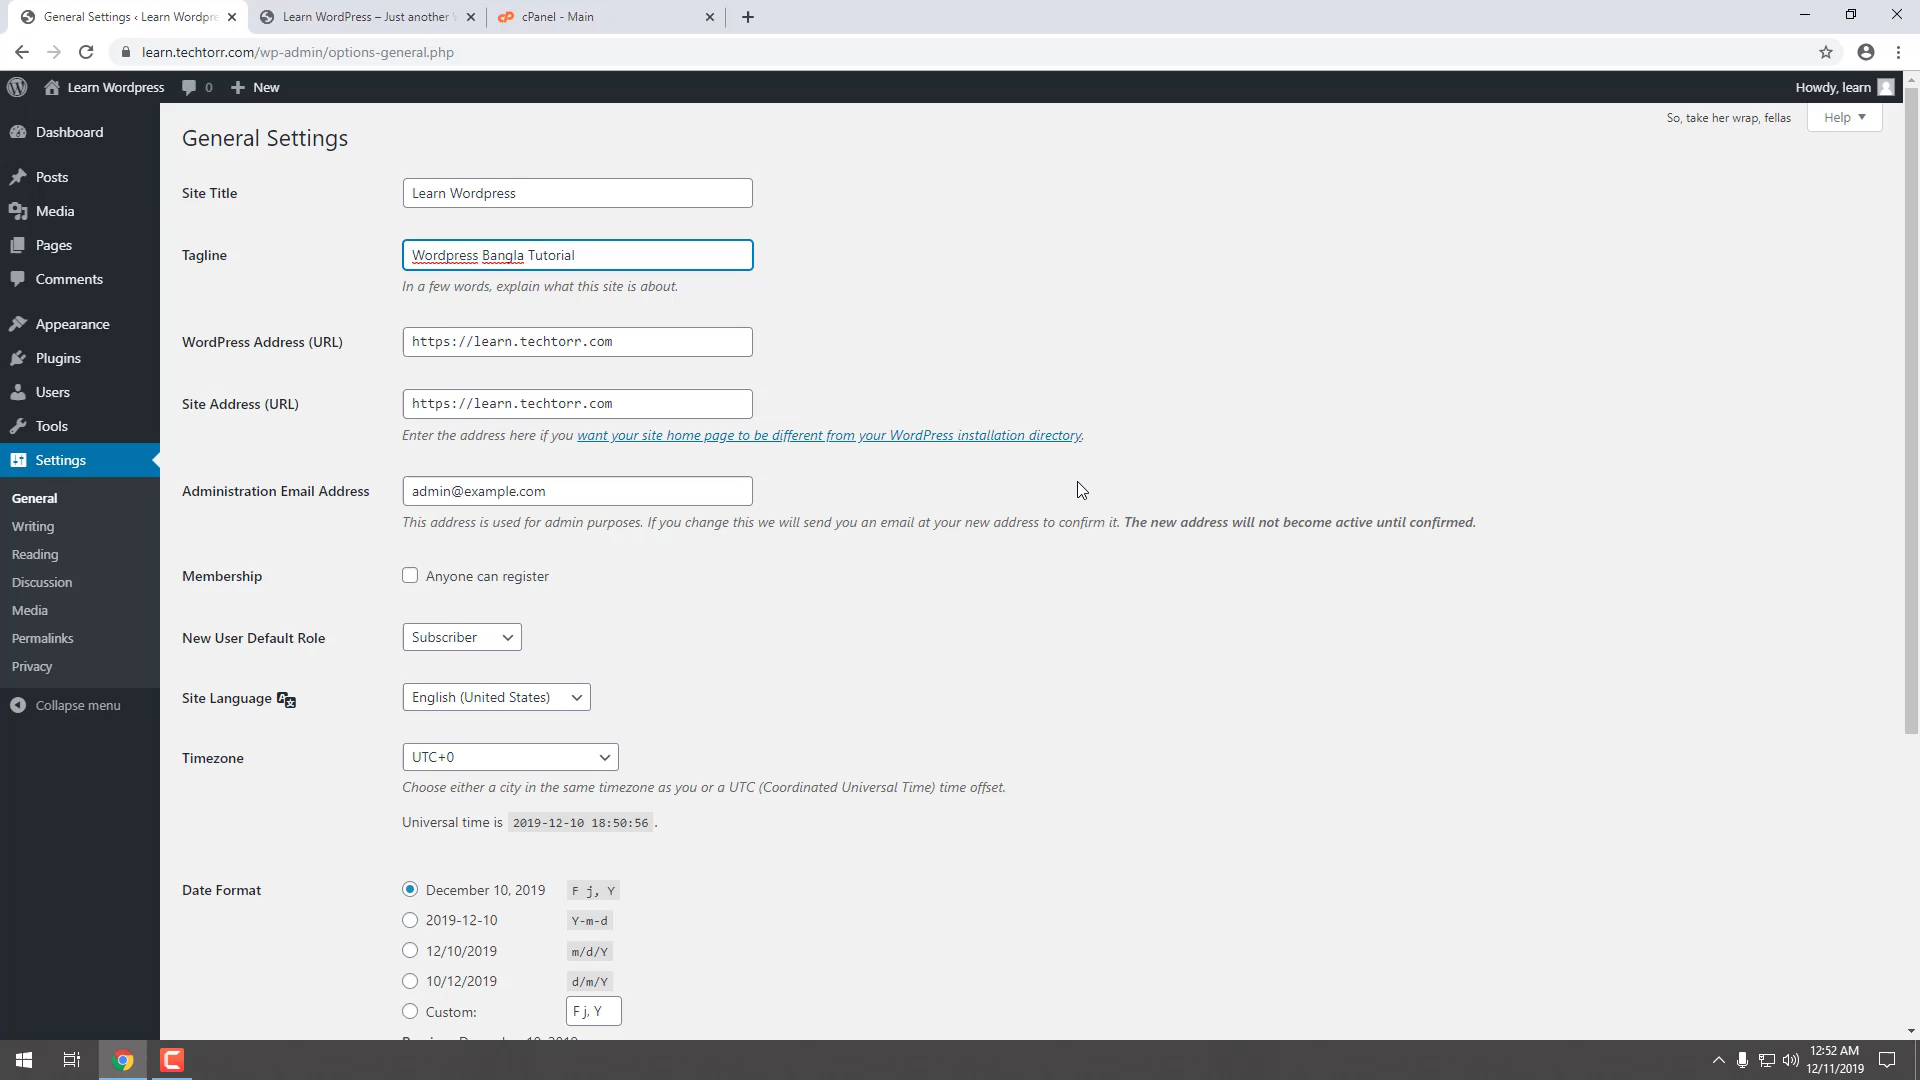 General Settings ‹ Learn Wordpre
Learn WordPress – Just another
cPanel - Main
learn.techtorr.com/wp-admin/options-general.php
Learn Wordpress
0
New
Howdy, learn
So, take her wrap, fellas
Help
Dashboard
Posts
Media
Pages
Comments
Appearance
Plugins
Users
Tools
Settings
General
Writing
Reading
Discussion
Media
Permalinks
Privacy
Collapse menu
General Settings
Site Title
Learn Wordpress
Tagline
Wordpress Bangla Tutorial
In a few words, explain what this site is about.
WordPress Address (URL)
https://learn.techtorr.com
Site Address (URL)
https://learn.techtorr.com
Enter the address here if you want your site home page to be different from your WordPress installation directory.
Administration Email Address
admin@example.com
This address is used for admin purposes. If you change this we will send you an email at your new address to confirm it. The new address will not become active until confirmed.
Membership
Anyone can register
New User Default Role
Subscriber
Site Language
English (United States)
Timezone
UTC+0
Choose either a city in the same timezone as you or a UTC (Coordinated Universal Time) time offset.
Universal time is 2019-12-10 18:50:56 .
Date Format
December 10, 2019 F j, Y
2019-12-10 Y-m-d
12/10/2019 m/d/Y
10/12/2019 d/m/Y
Custom: F j, Y
12:52 AM
12/11/2019